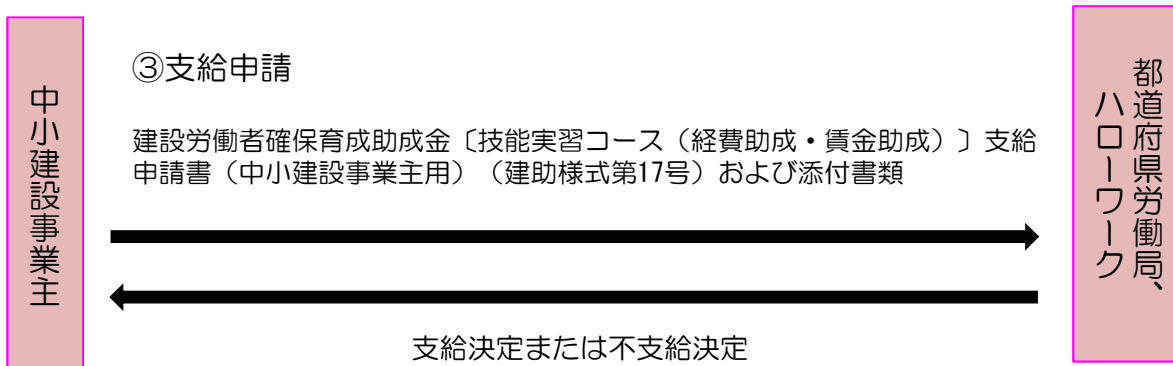 中小建設事業主
③支給申請
建設労働者確保育成助成金〔技能実習コース(経費助成・賃金助成)〕支給
申請書(中小建設事業主用)(建助様式第17号)および添付書類
支給決定または不支給決定
都道府県労働局、
ハローワーク